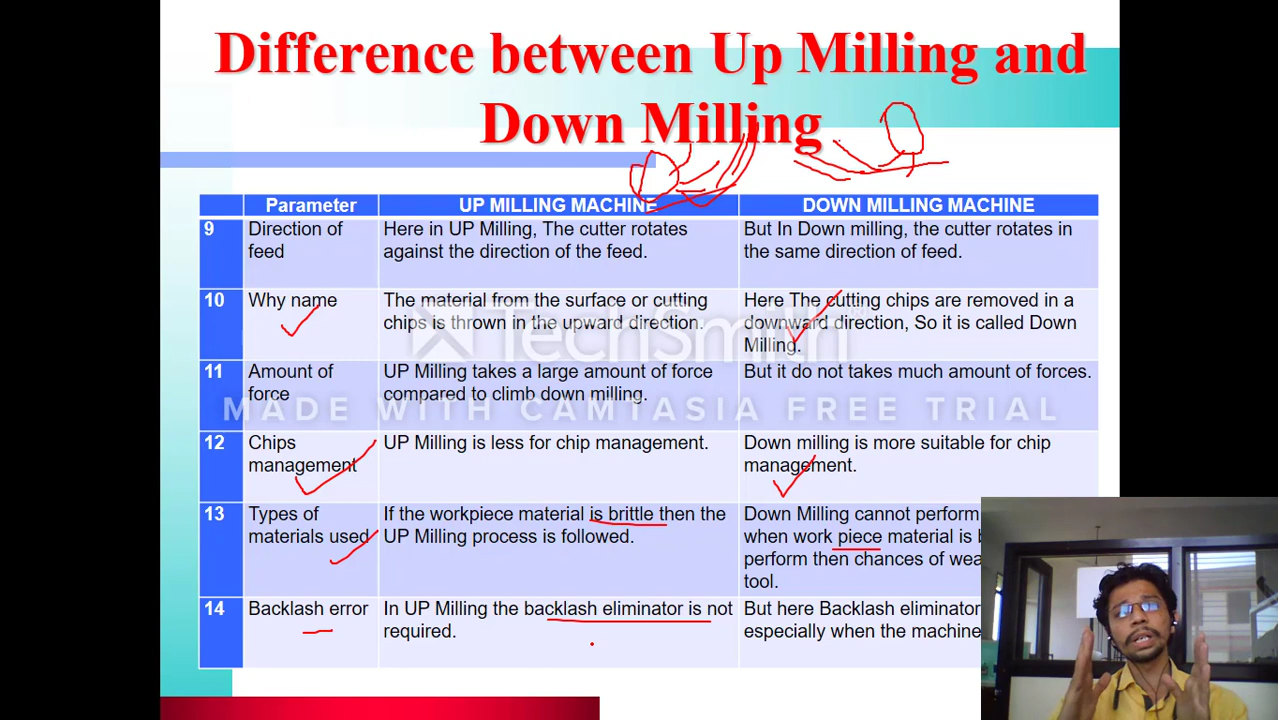 Difference between Up Milling and
Down Milling
Parameter UP MILLING MACHINE DOWN MILLING MACHINE
9 Direction of feed Here in UP Milling, The cutter rotates against the direction of the feed. But In Down milling, the cutter rotates in the same direction of feed.
10 Why name The material from the surface or cutting chips is thrown in the upward direction. Here The cutting chips are removed in a downward direction, So it is called Down Milling.
11 Amount of force UP Milling takes a large amount of force compared to climb down milling. But it do not takes much amount of forces.
12 Chips management UP Milling is less for chip management. Down milling is more suitable for chip management.
13 Types of materials used If the workpiece material is brittle then the UP Milling process is followed. Down Milling cannot perform when work piece material is perform then chances of tool.
14 Backlash error In UP Milling the backlash eliminator is not required. But here Backlash eliminator especially when the machine
TechSmith
MADE WITH CAMTASIA FREE TRIAL